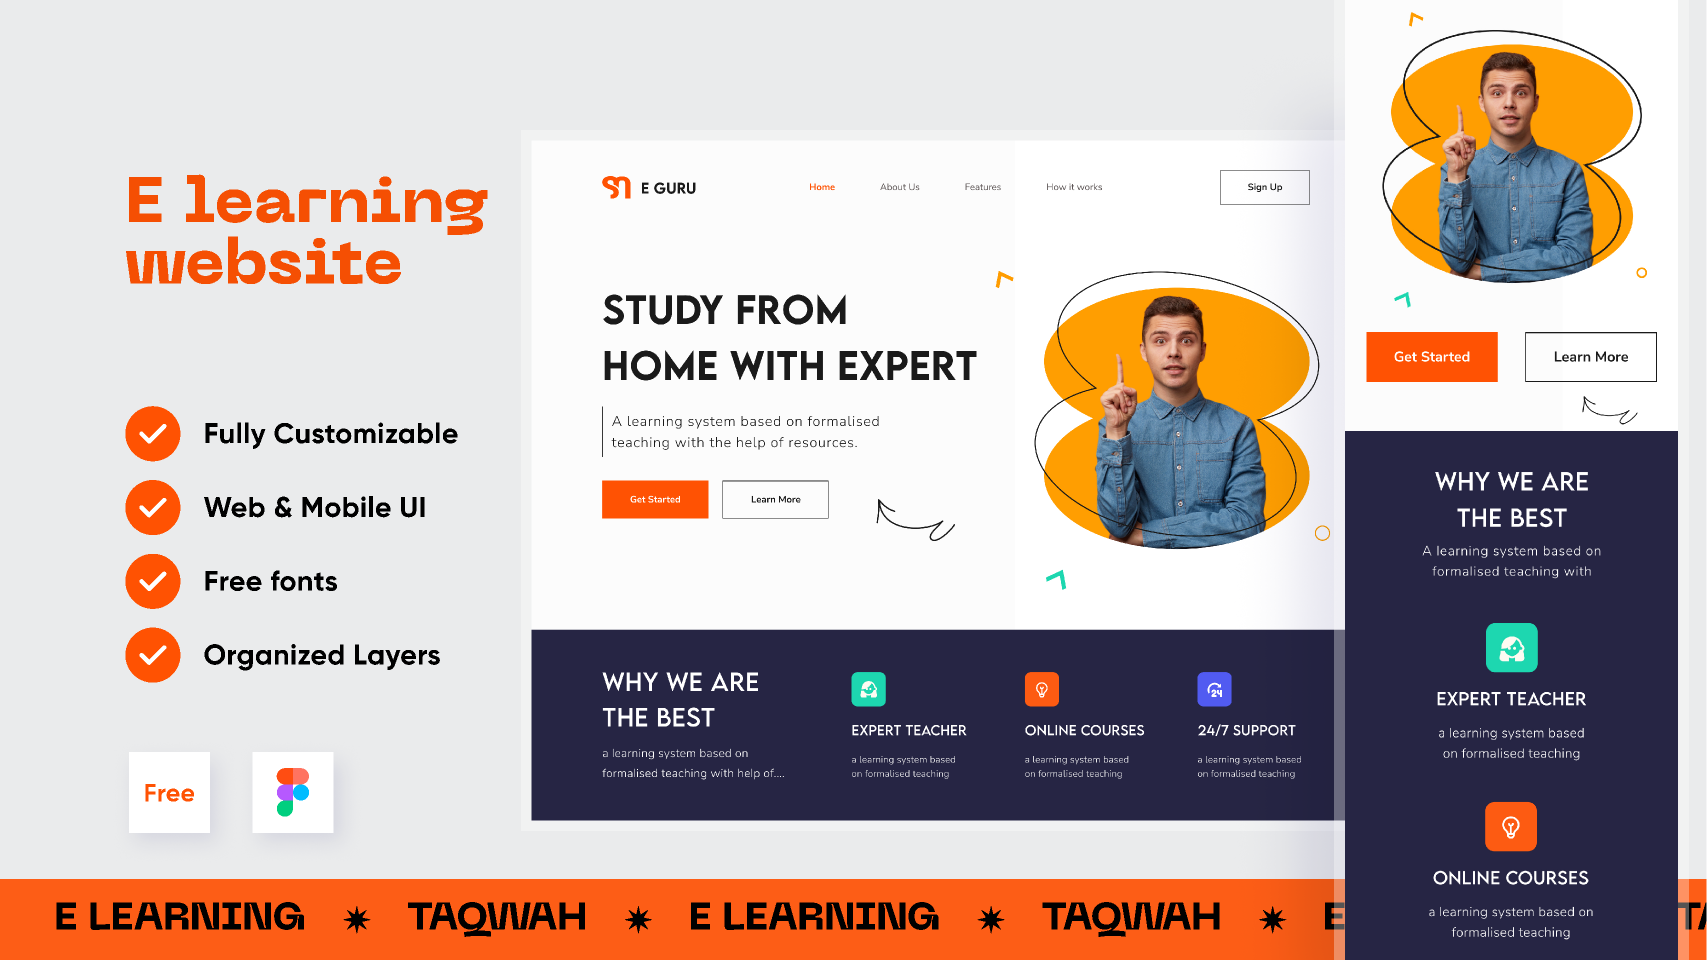 E learning
website
Fully Customizable
Web & Mobile UI
Free fonts
Organized Layers
Free
E GURU
Home
About Us
Features
How it works
Sign Up
STUDY FROM
HOME WITH EXPERT
A learning system based on formalised
teaching with the help of resources.
Get Started
Learn More
WHY WE ARE
THE BEST
a learning system based on
formalised teaching with help of....
EXPERT TEACHER
a learning system based
on formalised teaching
ONLINE COURSES
a learning system based
on formalised teaching
24
24/7 SUPPORT
a learning system based
on formalised teaching
Get Started
Learn More
WHY WE ARE
THE BEST
A learning system based on
formalised teaching with
EXPERT TEACHER
a learning system based
on formalised teaching
ONLINE COURSES
a learning system based on
formalised teaching
E LEARNING TAQWAH E LEARNING TAQWAH E TA